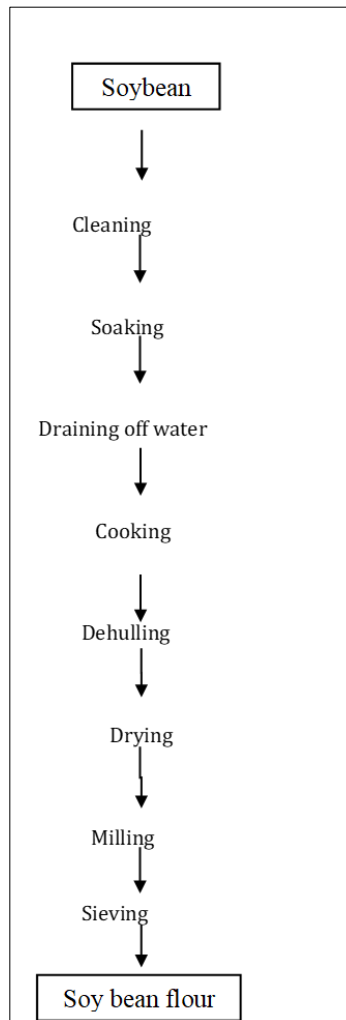 Soybean
Cleaning
Soaking
Draining off water
Cooking
Dehulling
Drying
Milling
Sieving
Soy bean flour